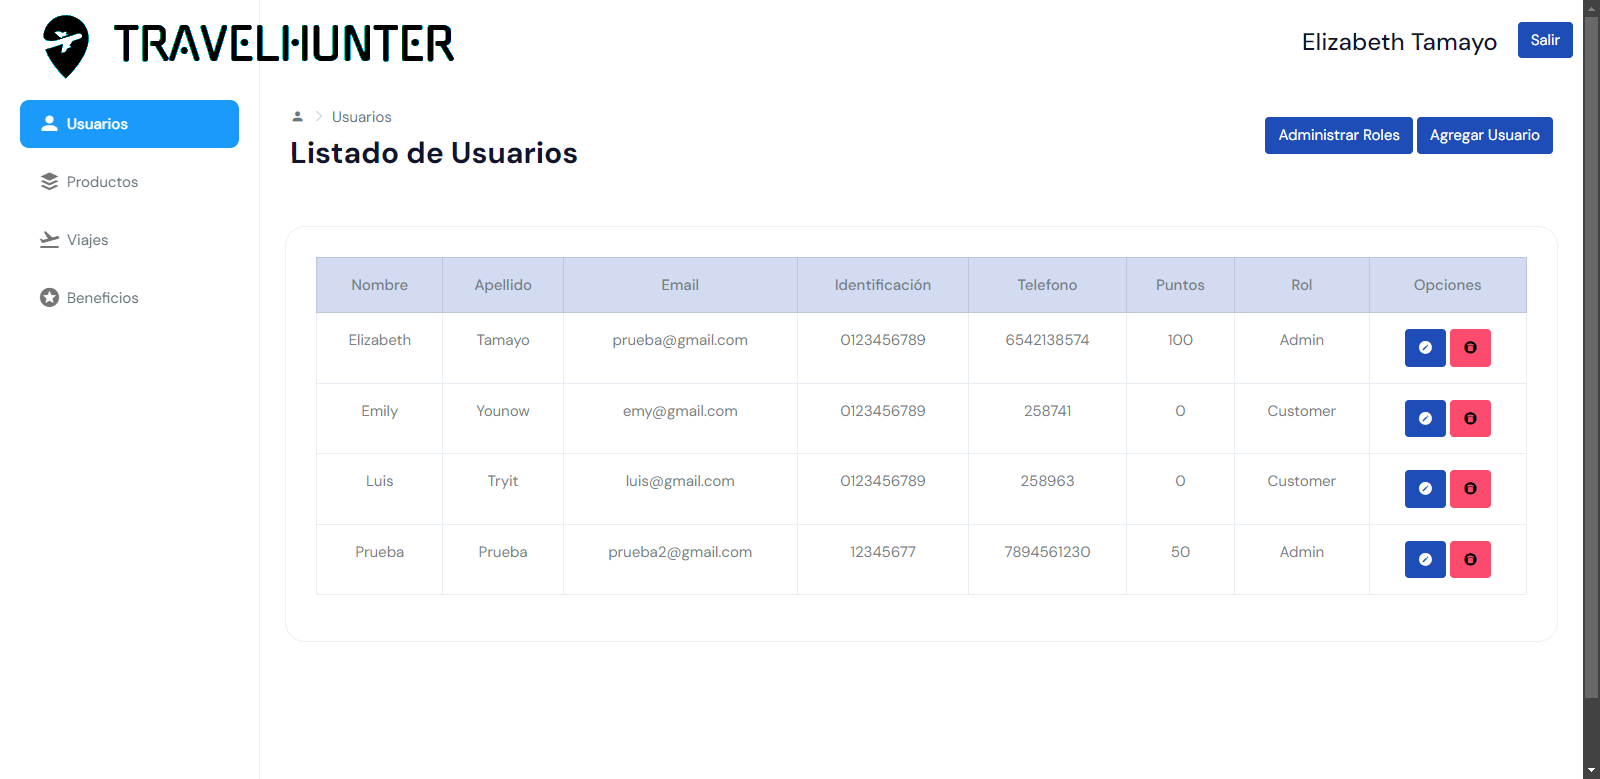 TRAVELHUNTER
Elizabeth Tamayo
Salir
Usuarios
Productos
Viajes
Beneficios
Usuarios
Listado de Usuarios
Administrar Roles
Agregar Usuario
Nombre Apellido Email Identificación Telefono Puntos Rol Opciones
Elizabeth Tamayo prueba@gmail.com 0123456789 6542138574 100 Admin
Emily Younow emy@gmail.com 0123456789 258741 0 Customer
Luis Tryit luis@gmail.com 0123456789 258963 0 Customer
Prueba Prueba prueba2@gmail.com 12345677 7894561230 50 Admin